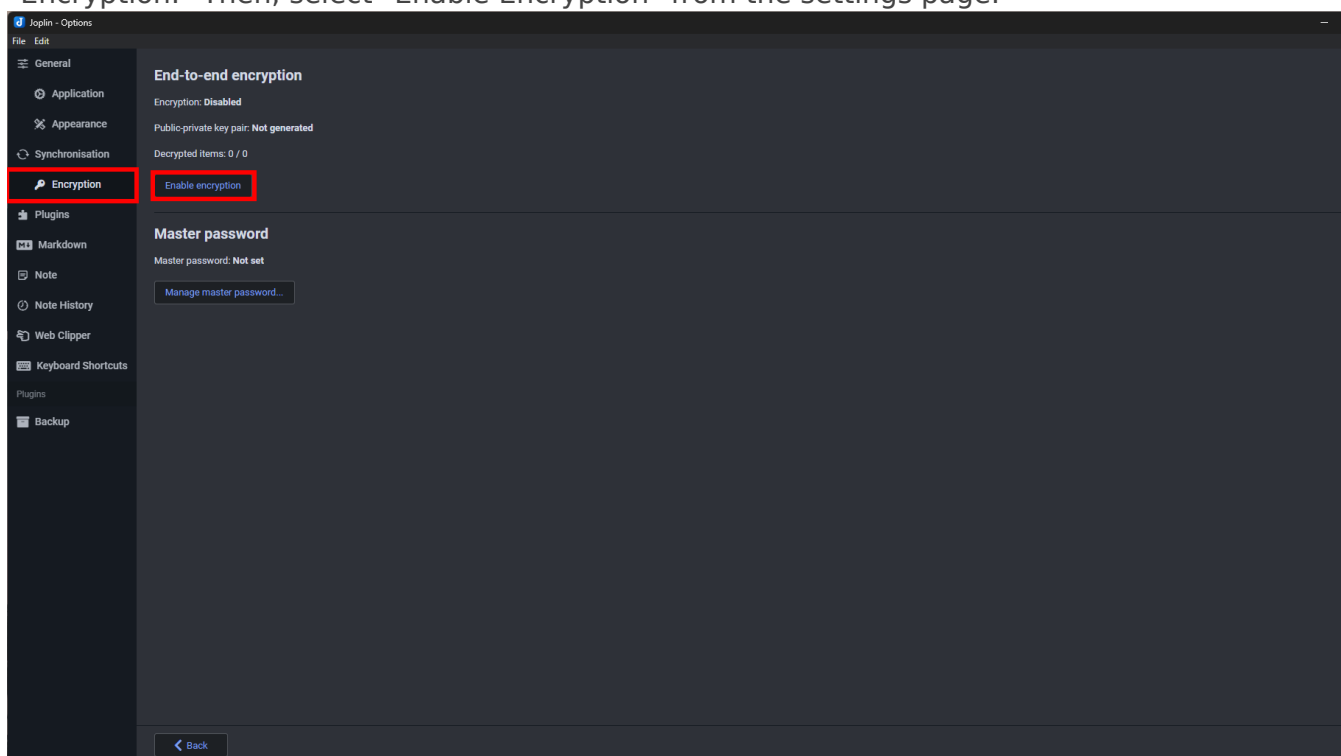 "Encryption." Then, select "Enable Encryption" from the settings page.
Joplin - Options
File Edit
General
Application
Appearance
Synchronisation
Encryption
Plugins
Markdown
Note
Note History
Web Clipper
Keyboard Shortcuts
Plugins
Backup
End-to-end encryption
Encryption: Disabled
Public-private key pair: Not generated
Decrypted items: 0 / 0
Enable encryption
Master password
Master password: Not set
Manage master password...
Back